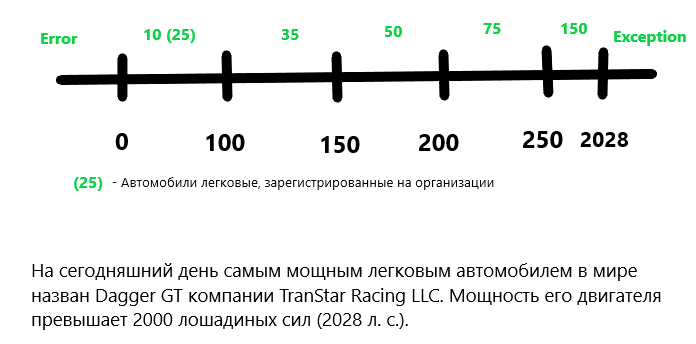 Error 10 (25) 35 50 75 150 Exception
0 100 150 200 250 2028
(25) - Автомобили легковые, зарегистрированные на организации
На сегодняшний день самым мощным легковым автомобилем в мире
назван Dagger GT компании TranStar Racing LLC. Мощность его двигателя
превышает 2000 лошадиных сил (2028 л. с.).